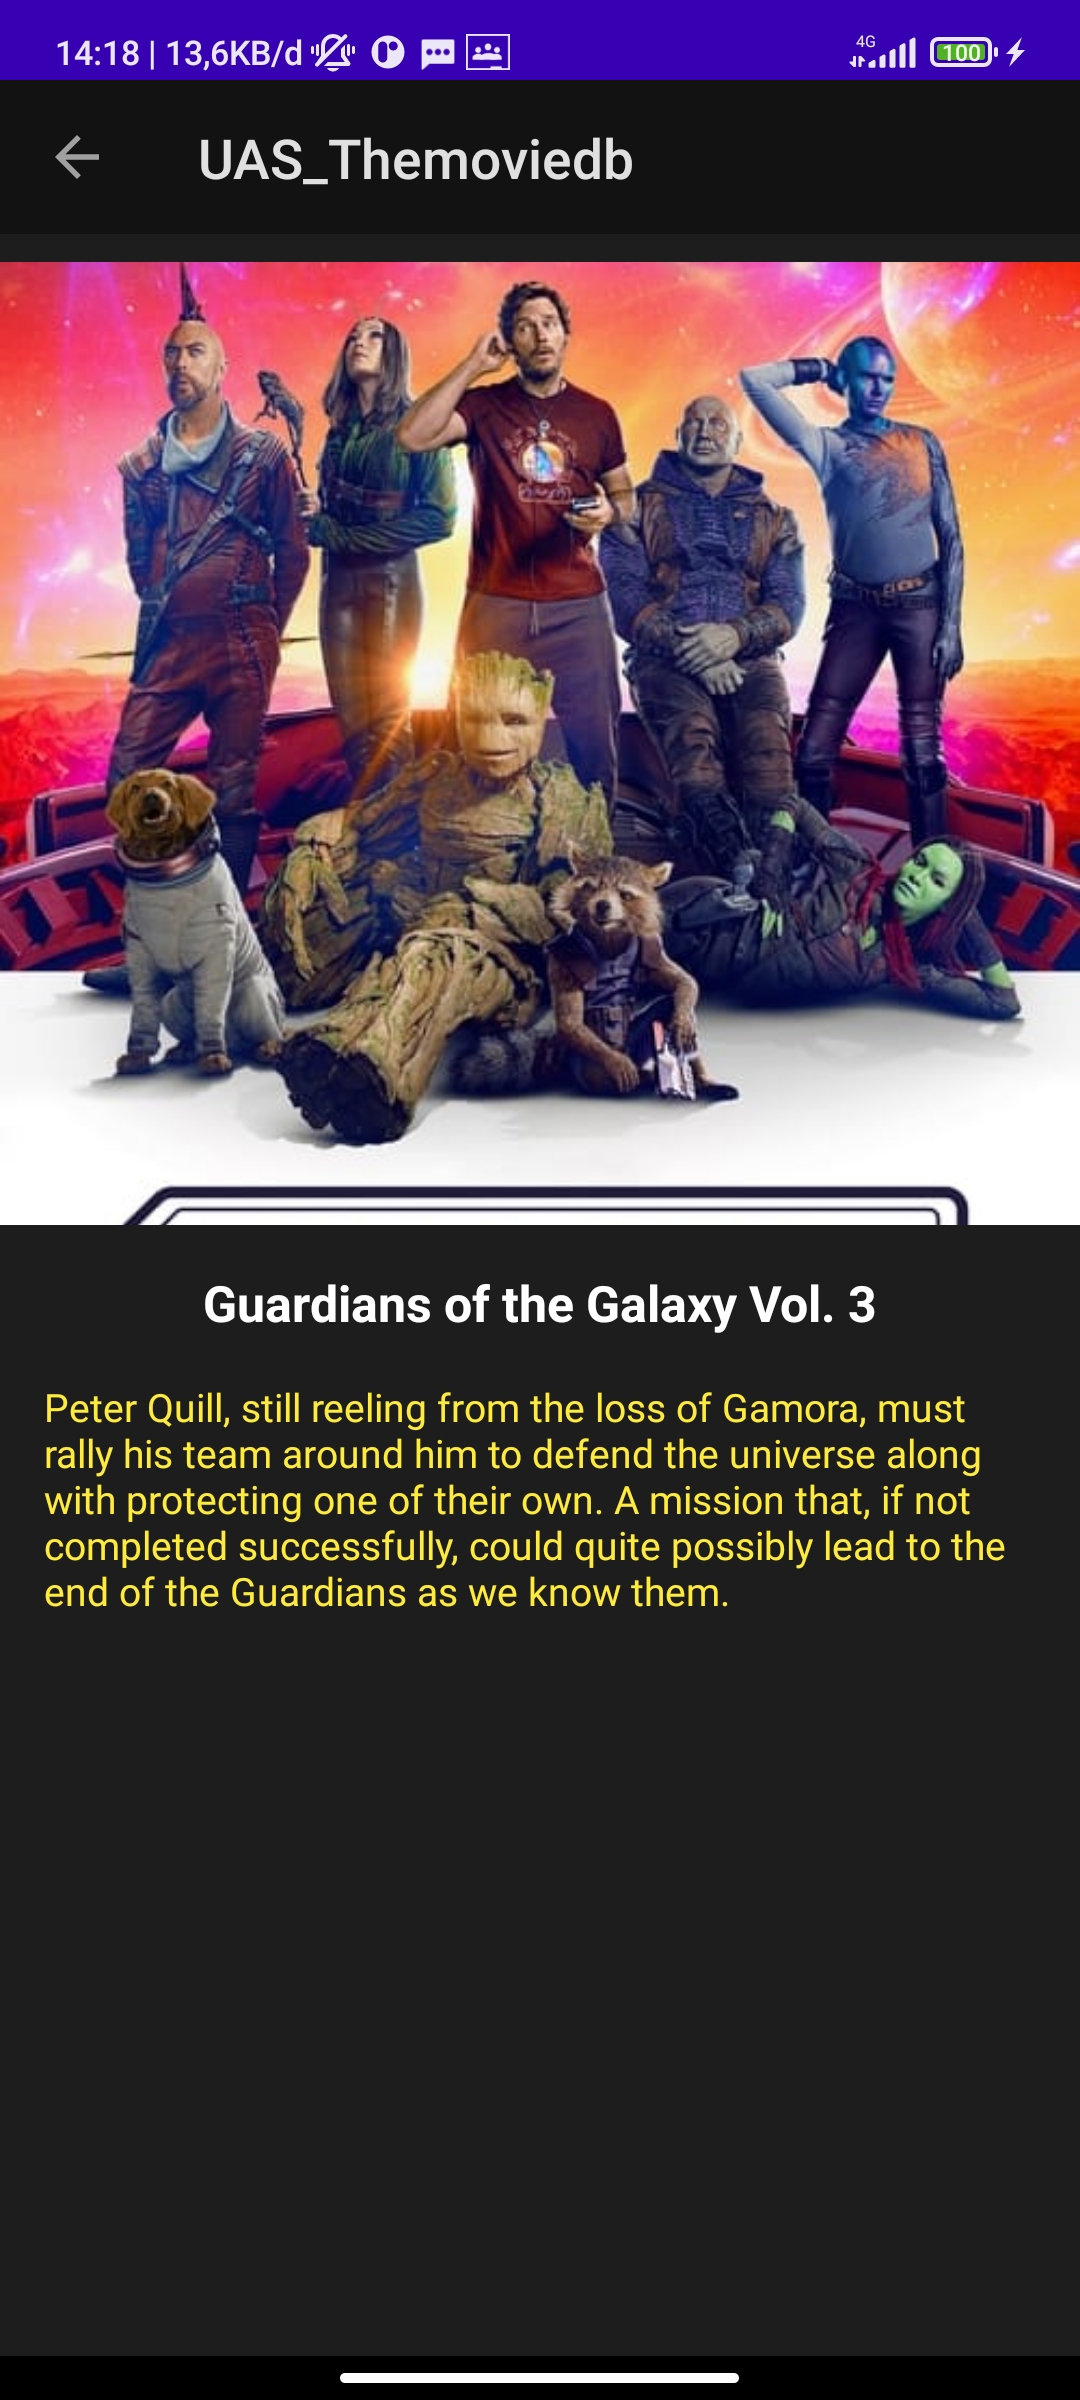 14:18 | 13,6KB/d
4G
100
UAS_Themoviedb
Guardians of the Galaxy Vol. 3
Peter Quill, still reeling from the loss of Gamora, must
rally his team around him to defend the universe along
with protecting one of their own. A mission that, if not
completed successfully, could quite possibly lead to the
end of the Guardians as we know them.